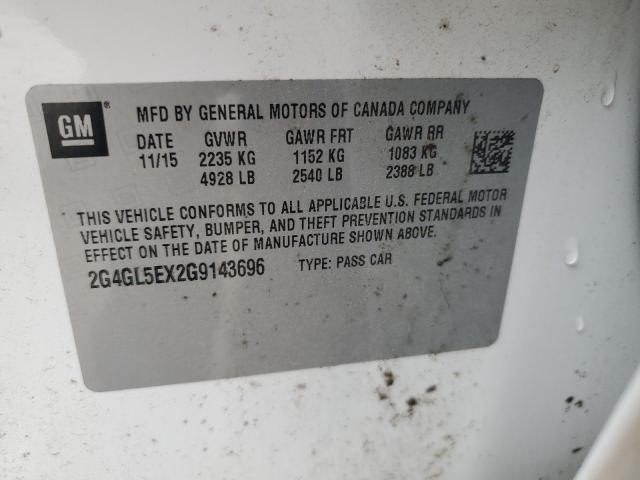 GM ® MFD BY GENERAL MOTORS OF CANADA COMPANY
DATE GVWR GAWR FRT GAWR RR
11/15 2235 KG 1152 KG 1083 KG
4928 LB 2540 LB 2388 LB
THIS VEHICLE CONFORMS TO ALL APPLICABLE U.S. FEDERAL MOTOR
VEHICLE SAFETY, BUMPER, AND THEFT PREVENTION STANDARDS IN
EFFECT ON THE DATE OF MANUFACTURE SHOWN ABOVE.
2G4GL5EX2G9143696 TYPE: PASS CAR